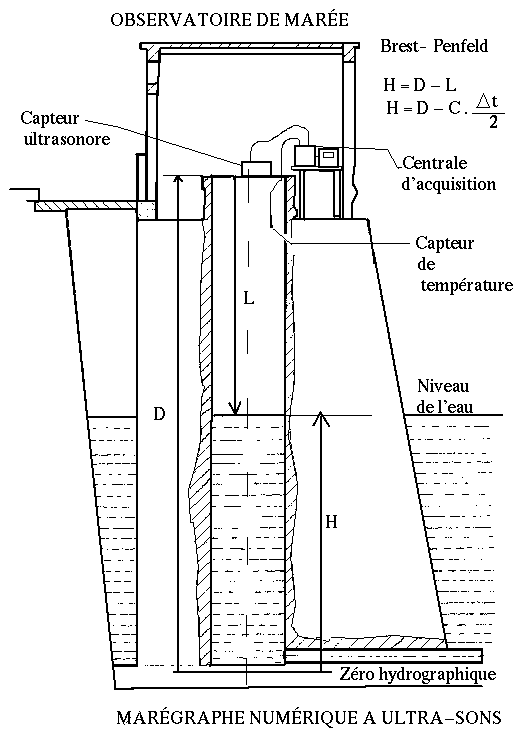 OBSERVATOIRE DE MARÉE
Brest- Penfeld
H = D - L
H = D - C . Δt / 2
Capteur
ultrasonore
Centrale
d'acquisition
Capteur
de
température
L
Niveau
de l'eau
D
H
Zéro hydrographique
MARÉGRAPHE NUMÉRIQUE A ULTRA-SONS